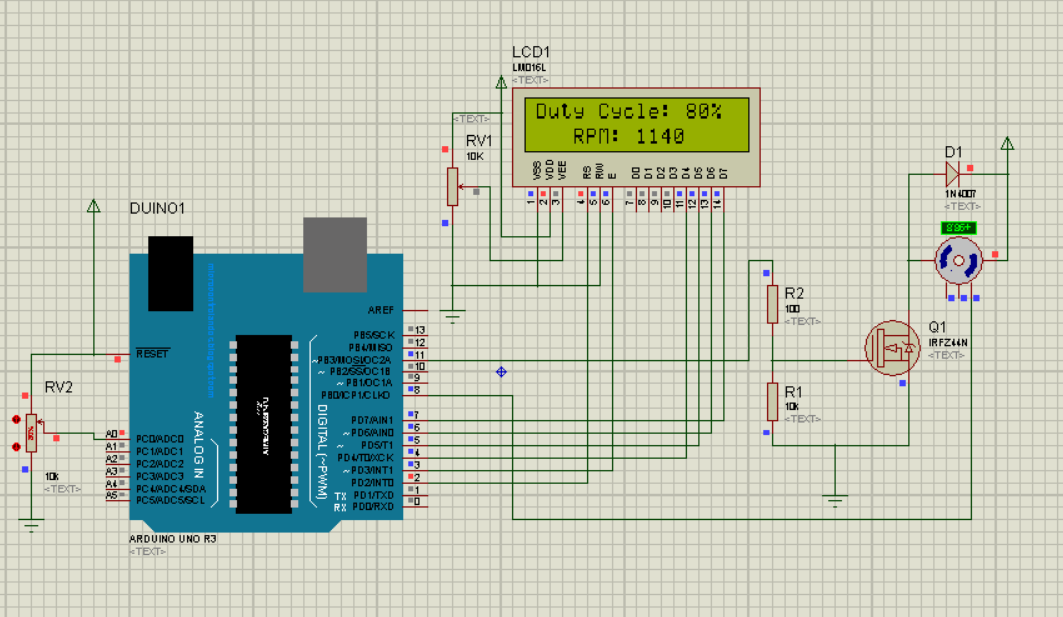 LCD1
LM016L
<TEXT>
Duty Cycle: 80%
RPM: 1140
VSS
VDD
VEE
RS
RW
E
D0
D1
D2
D3
D4
D5
D6
D7
1
2
3
4
5
6
7
8
9
10
11
12
13
14
<TEXT>
RV1
10K
D1
1N4007
<TEXT>
DUINO1
AREF
RESET
PB5/SCK
PB4/MISO
~PB3/MOSI/OC2A
~ PB2/SS/OC1B
~ PB1/OC1A
PB0/ICP1/CLKO
13
12
11
10
9
8
PD7/AIN1
~ PD6/AIN0
~ PD5/T1
PD4/T0/XCK
~ PD3/INT1
PD2/INT0
TX PD1/TXD
RX PD0/RXD
7
6
5
4
3
2
1
0
DIGITAL (~PWM)
ANALOG IN
A0
A1
A2
A3
A4
A5
PC0/ADC0
PC1/ADC1
PC2/ADC2
PC3/ADC3
PC4/ADC4/SDA
PC5/ADC5/SCL
ARDUINO UNO R3
<TEXT>
RV2
10k
<TEXT>
R2
100
<TEXT>
R1
10k
<TEXT>
Q1
IRFZ44N
<TEXT>